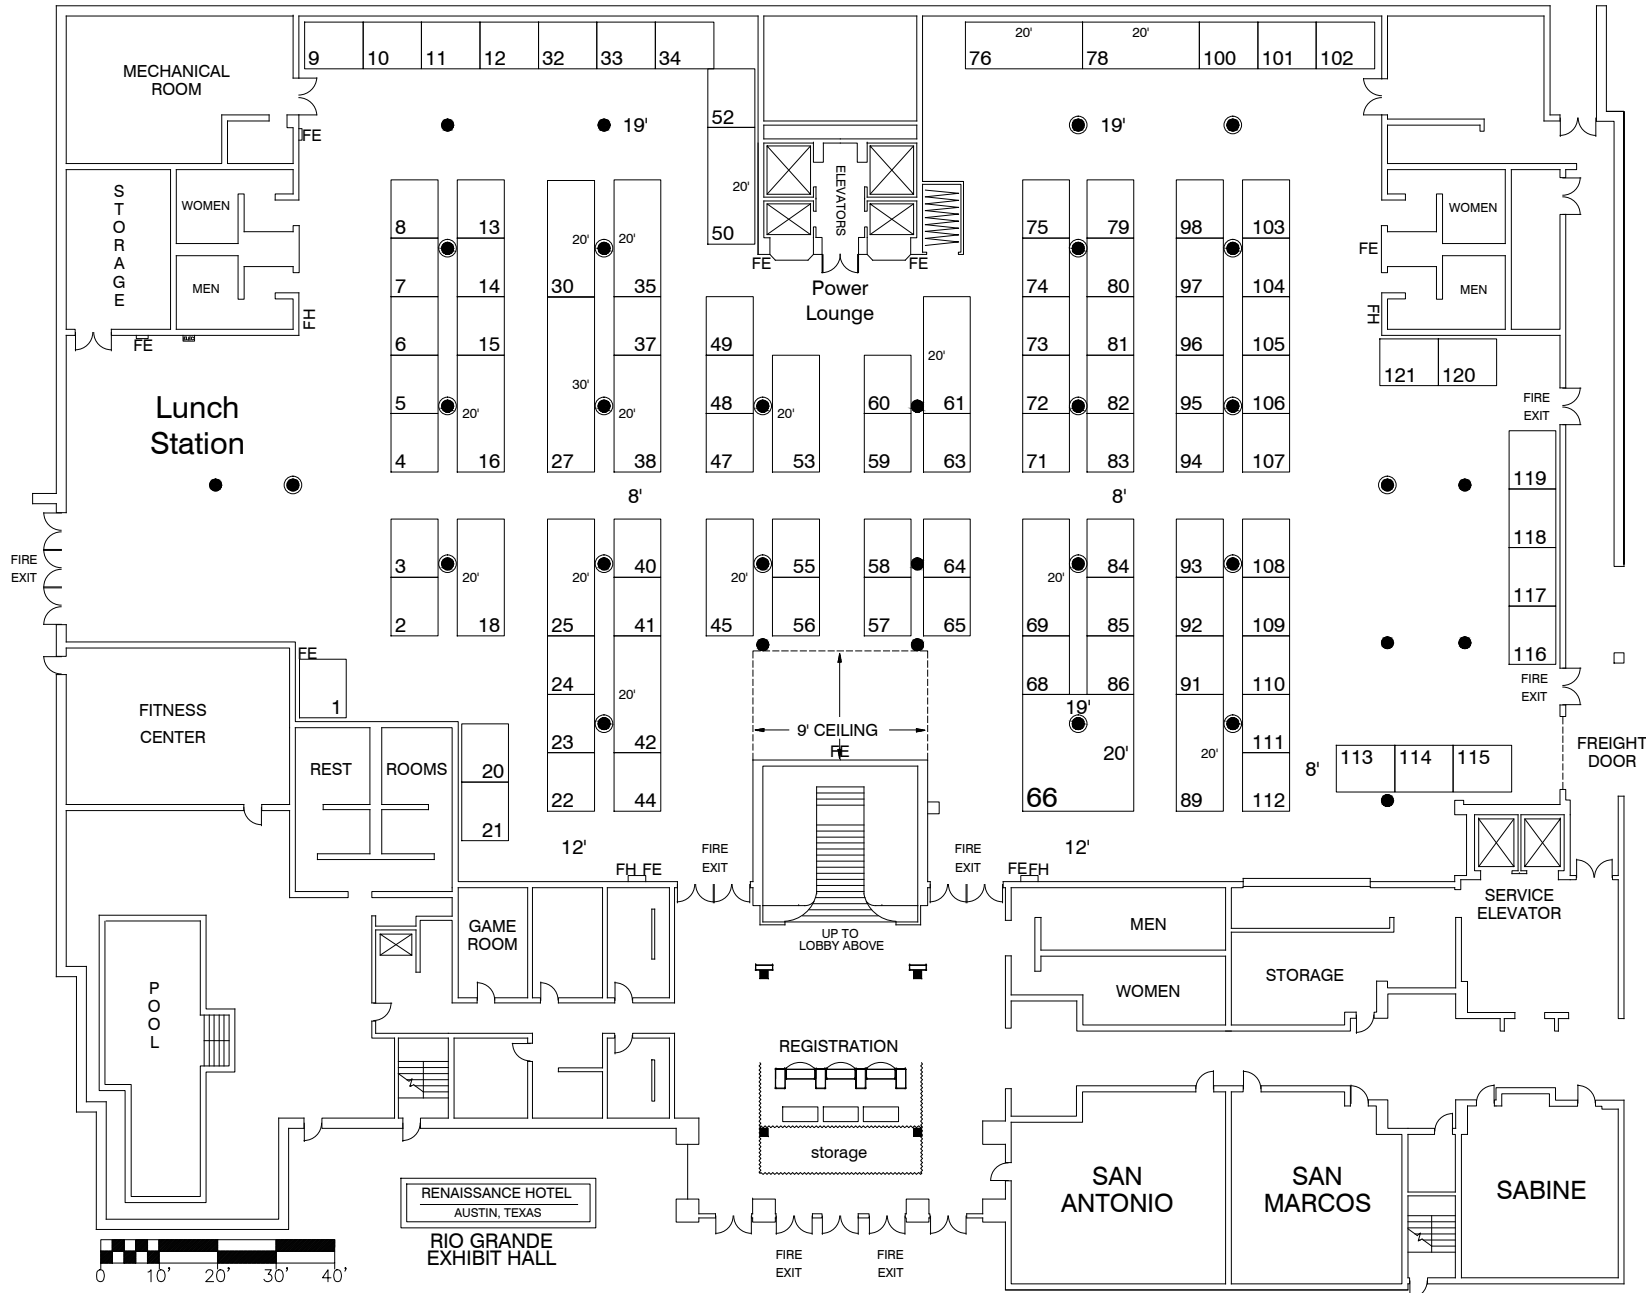 20'
20'
9
10
11
12
32
33
34
76
78
100
101
102
MECHANICAL
ROOM
52
19'
19'
FE
20'
50
ELEVATORS
STORAGE
WOMEN
MEN
FH
FE
FE
FE
WOMEN
FE
MEN
FH
8
13
20'
20'
75
79
98
103
7
14
30
35
74
80
97
104
Power
Lounge
6
15
37
49
20'
73
81
96
105
121
120
5
20'
30'
20'
48
20'
60
61
72
82
95
106
FIRE
EXIT
Lunch
Station
4
16
27
38
47
53
59
63
71
83
94
107
119
8'
8'
118
FIRE
EXIT
3
20'
20'
40
20'
55
58
64
20'
84
93
108
117
2
18
25
41
45
56
57
65
69
85
92
109
116
FE
1
24
20'
68
86
91
110
FIRE
EXIT
FITNESS
CENTER
19'
9' CEILING
FE
23
42
20'
20'
111
8'
113
114
115
FREIGHT
DOOR
REST
ROOMS
20
22
44
66
89
112
21
12'
12'
FH FE
FIRE
EXIT
FIRE
EXIT
FE FH
SERVICE
ELEVATOR
GAME
ROOM
UP TO
LOBBY ABOVE
MEN
STORAGE
WOMEN
POOL
REGISTRATION
storage
RENAISSANCE HOTEL
AUSTIN, TEXAS
RIO GRANDE
EXHIBIT HALL
SAN
ANTONIO
SAN
MARCOS
SABINE
FIRE
EXIT
FIRE
EXIT
0 10' 20' 30' 40'